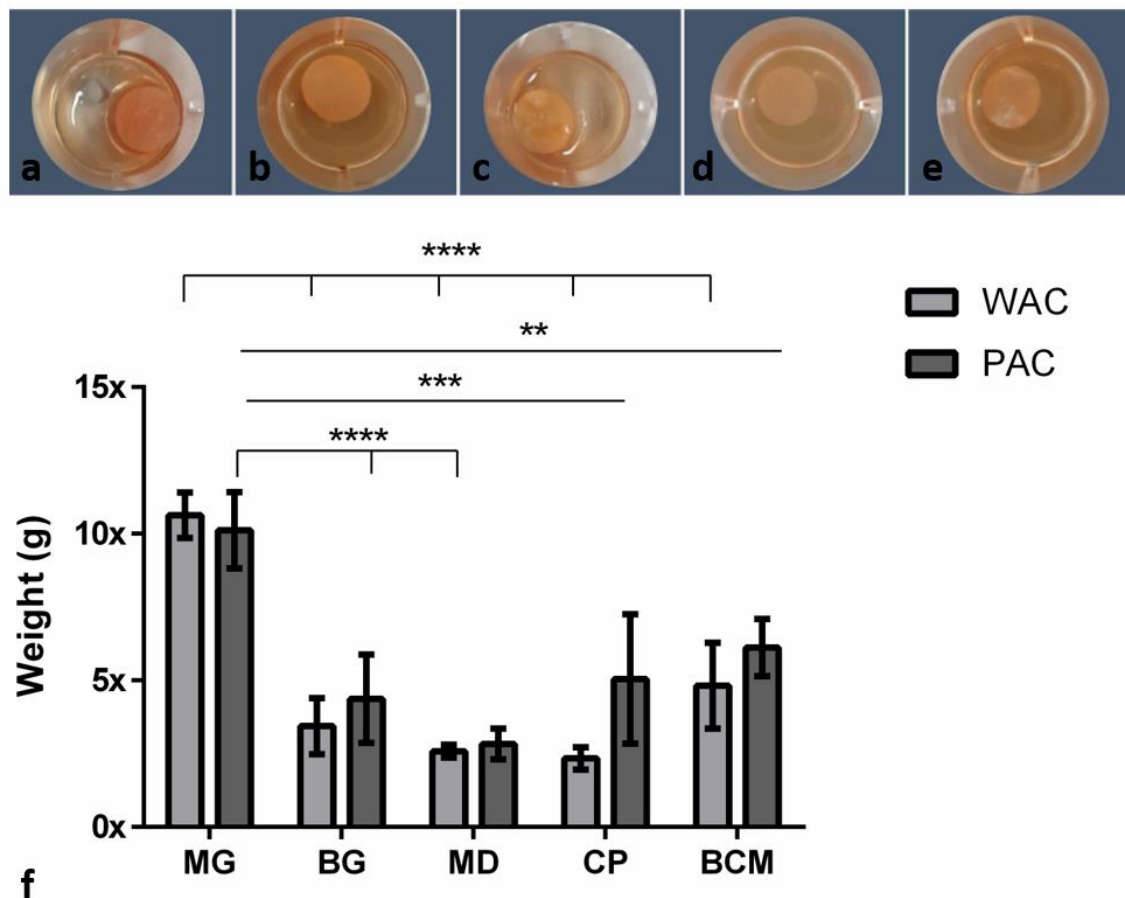 a b c d e
****
WAC
**
PAC
***
15x
****
10x
Weight (g)
5x
0x
MG BG MD CP BCM
f